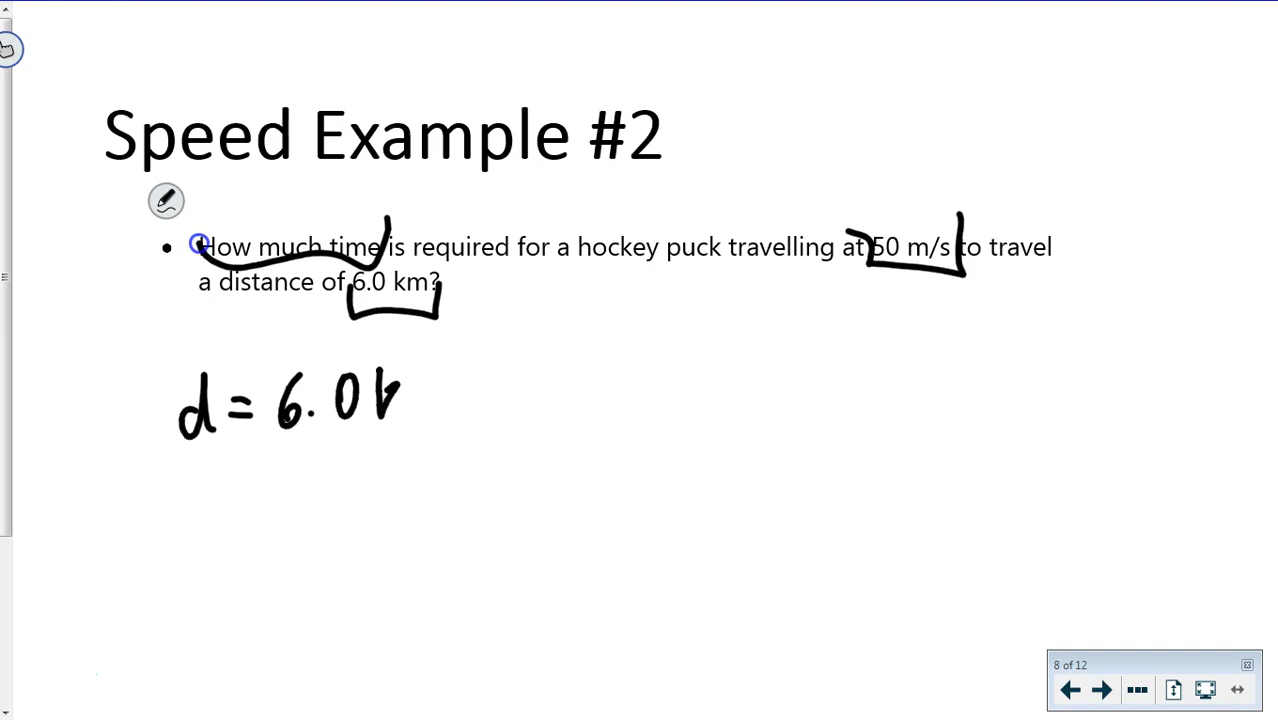 Speed Example #2
• How much time is required for a hockey puck travelling at 50 m/s to travel
a distance of 6.0 km?
d = 6.0 k
8 of 12